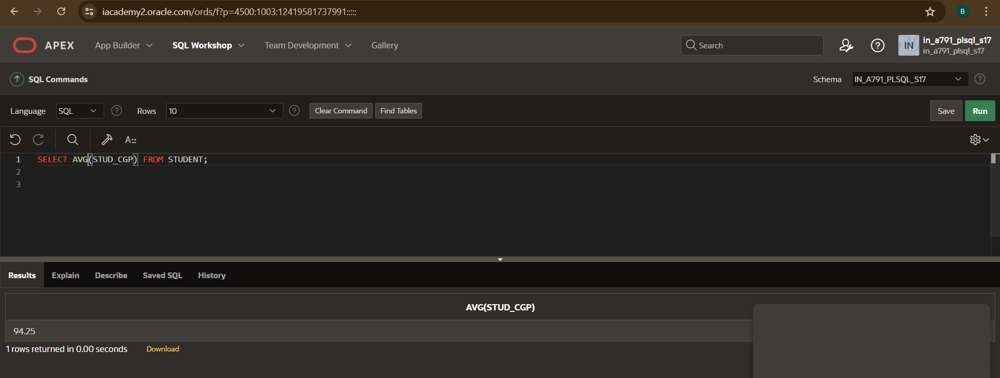 iacademy2.oracle.com/ords/f?p=4500:1003:12419581737991:::::
B
APEX App Builder SQL Workshop Team Development Gallery Search IN in_a791_plsql_s17
in_a791_plsql_s17
SQL Commands Schema IN_A791_PLSQL_S17
Language SQL Rows 10 Clear Command Find Tables Save Run
A::
1 SELECT AVG(STUD_CGP) FROM STUDENT;
2
3
Results Explain Describe Saved SQL History
AVG(STUD_CGP)
94.25
1 rows returned in 0.00 seconds Download